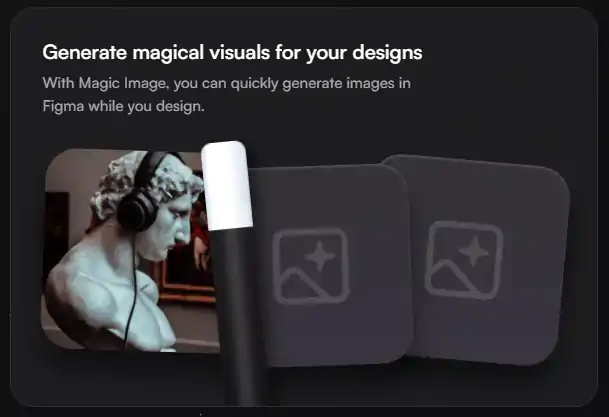 Generate magical visuals for your designs
With Magic Image, you can quickly generate images in
Figma while you design.